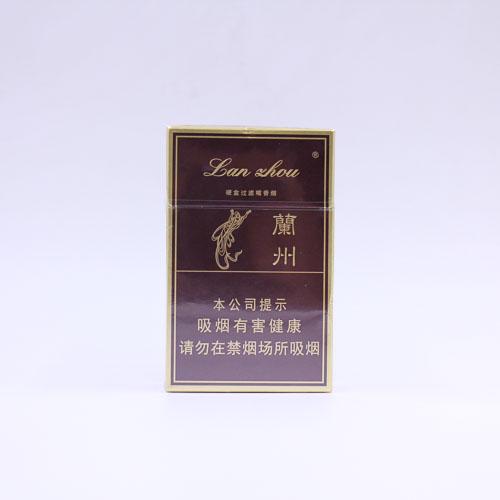 Lan zhou ®
硬盒过滤嘴香烟
蘭
州
本公司提示
吸烟有害健康
请勿在禁烟场所吸烟